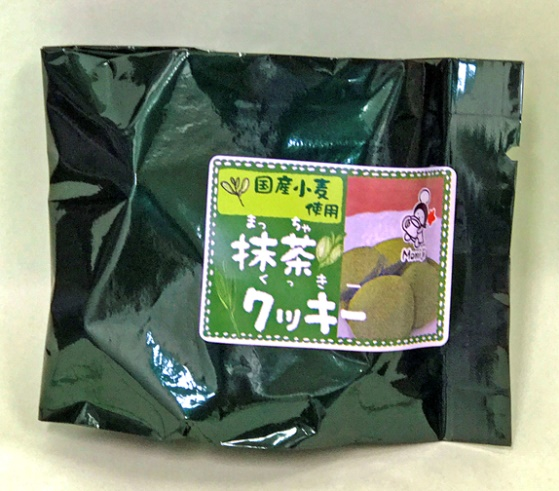 国産小麦
使用
まっ ちゃ
抹茶
くっ き
クッキー